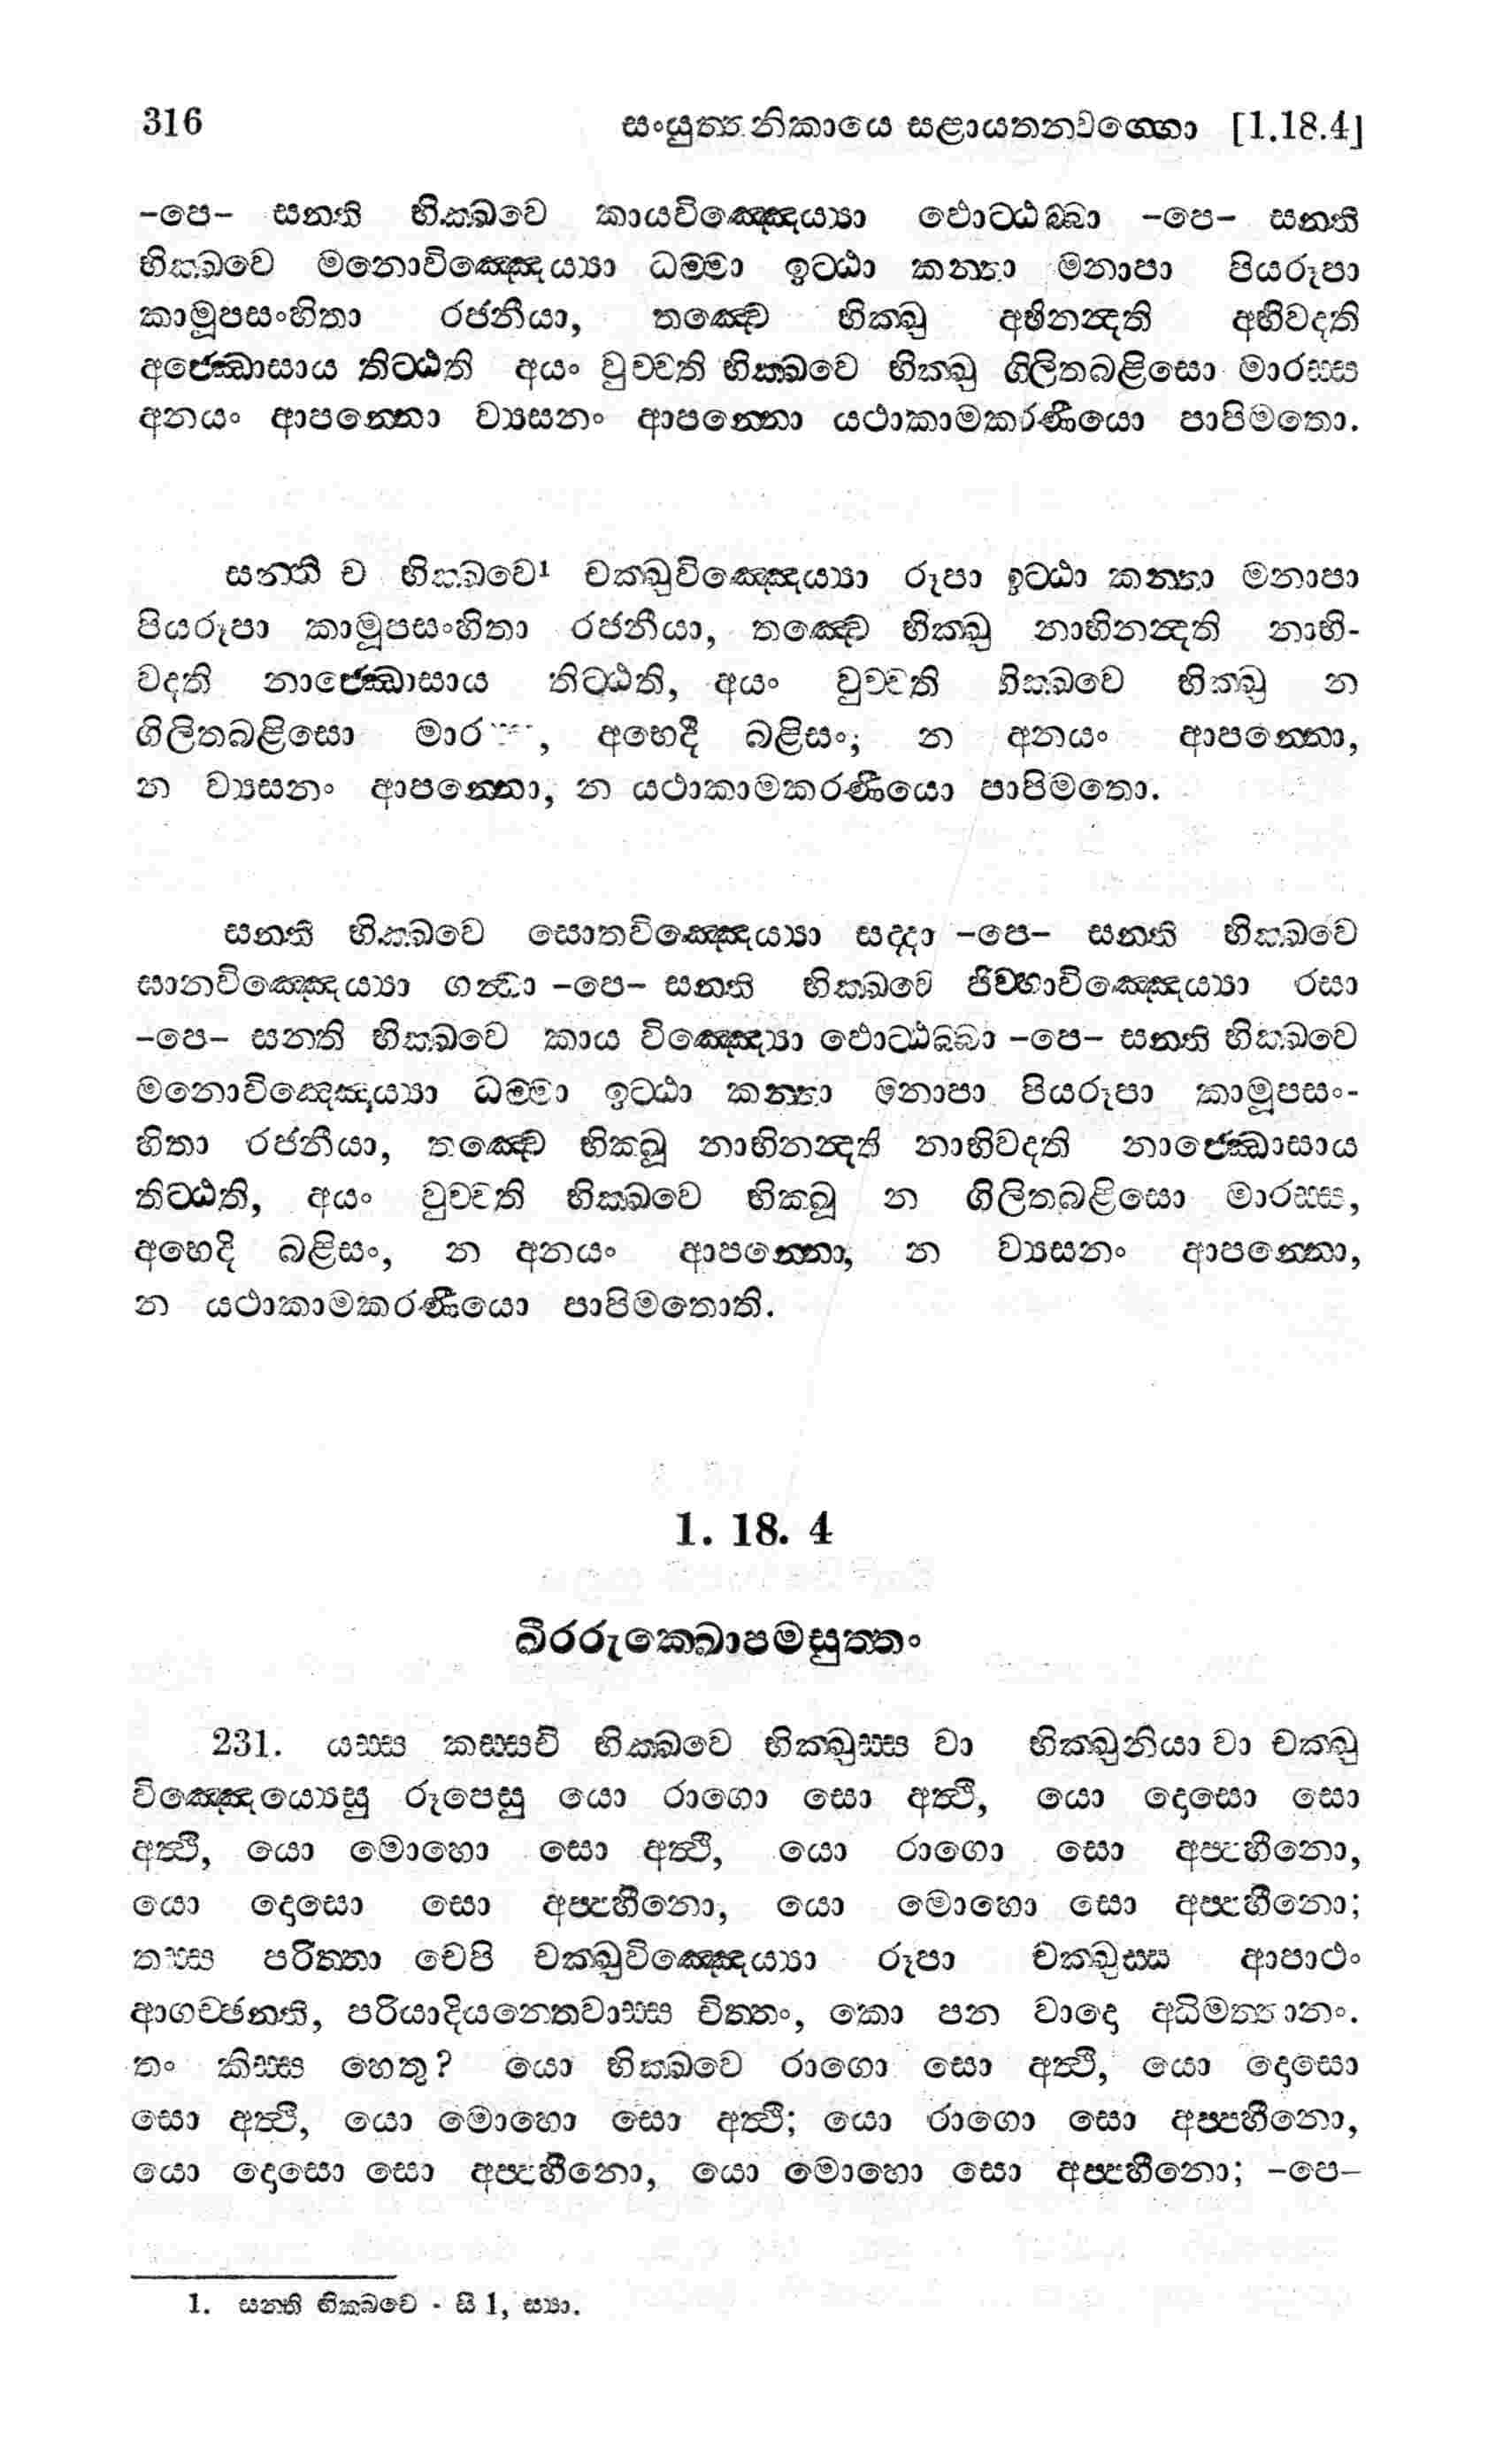 316 සංයුත්තනිකායෙ සළායතනවග්ගො [1.18.4]
-පෙ- සන්ති භික්ඛවෙ කායවිඤ්ඤෙය්‍යා ඵොට්ඨබ්බා -පෙ- සන්ති
භික්ඛවෙ මනොවිඤ්ඤෙය්‍යා ධම්මා ඉට්ඨා කන්තා මනාපා පියරූපා
කාමූපසංහිතා රජනීයා, තඤ්චෙ භික්ඛු අභිනන්දති අභිවදති
අජ්ඣොසාය තිට්ඨති අයං වුච්චති භික්ඛවෙ භික්ඛු ගිලිතබළිසො මාරස්ස
අනයං ආපන්නො ව්‍යසනං ආපන්නො යථාකාමකරණීයො පාපිමතො.
සන්ති ච භික්ඛවෙ¹ චක්ඛුවිඤ්ඤෙය්‍යා රූපා ඉට්ඨා කන්තා මනාපා
පියරූපා කාමූපසංහිතා රජනීයා, තඤ්චෙ භික්ඛු නාභිනන්දති නාභි-
වදති නාජ්ඣොසාය තිට්ඨති, අයං වුච්චති භික්ඛවෙ භික්ඛු න
ගිලිතබළිසො , අභෙදී බළිසං; න අනයං ආපන්නො,
න ව්‍යසනං ආපන්නො, න යථාකාමකරණීයො පාපිමතො.
සන්ති භික්ඛවෙ සොතවිඤ්ඤෙය්‍යා සද්දා -පෙ- සන්ති භික්ඛවෙ
ඝානවිඤ්ඤෙය්‍යා ගන්ධා -පෙ- සන්ති භික්ඛවෙ ජිව්හාවිඤ්ඤෙය්‍යා රසා
-පෙ- සන්ති භික්ඛවෙ කාය විඤ්ඤේ‍යා ඵොට්ඨබ්බා -පෙ- සන්ති භික්ඛවෙ
මනොවිඤ්ඤෙය්‍යා ධම්මා ඉට්ඨා කන්තා මනාපා පියරූපා කාමූපසං-
හිතා රජනීයා, තඤ්චෙ භික්ඛූ නාභිනන්දති නාභිවදති නාජ්ඣොසාය
තිට්ඨති, අයං වුච්චති භික්ඛවෙ භික්ඛූ න ගිලිතබළිසො මාරස්ස,
අභෙදි බළිසං, න අනයං ආපන්නො, න ව්‍යසනං ආපන්නො,
න යථාකාමකරණීයො පාපිමතොති.
1. 18. 4
ඛීරරුක්ඛොපමසුත්තං
231. යස්ස කස්සචි භික්ඛවෙ භික්ඛුස්ස වා භික්ඛුනියා වා චක්ඛු
විඤ්ඤෙය්‍යෙසු රූපෙසු යො රාගො සො අත්ථි, යො දොසො සො
අත්ථි, යො මොහො සො අත්ථි, යො රාගො සො අප්පහීනො,
යො දොසො සො අප්පහීනො, යො මොහො සො අප්පහීනො;
තස්ස පරිත්තා චෙපි චක්ඛුවිඤ්ඤෙය්‍යා රූපා චක්ඛුස්ස ආපාථං
ආගච්ඡන්ති, පරියාදියන්තෙවාස්ස චිත්තං, කො පන වාදො අධිමත්තානං.
තං කිස්ස හෙතු? යො භික්ඛවෙ රාගො සො අත්ථි, යො දොසො
සො අත්ථි, යො මොහො සො අත්ථි; යො රාගො සො අප්පහීනො,
යො දොසො සො අප්පහීනො, යො මොහො සො අප්පහීනො; -පෙ-
1. සන්ති භික්ඛවෙ - සී 1, ස්‍යා.